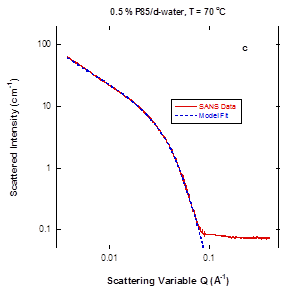 0.5 % P85/d-water, T = 70 °C
C
100
10
1
0.1
Scattered Intensity (cm⁻¹)
SANS Data
Model Fit
0.01
0.1
Scattering Variable Q (Å⁻¹)